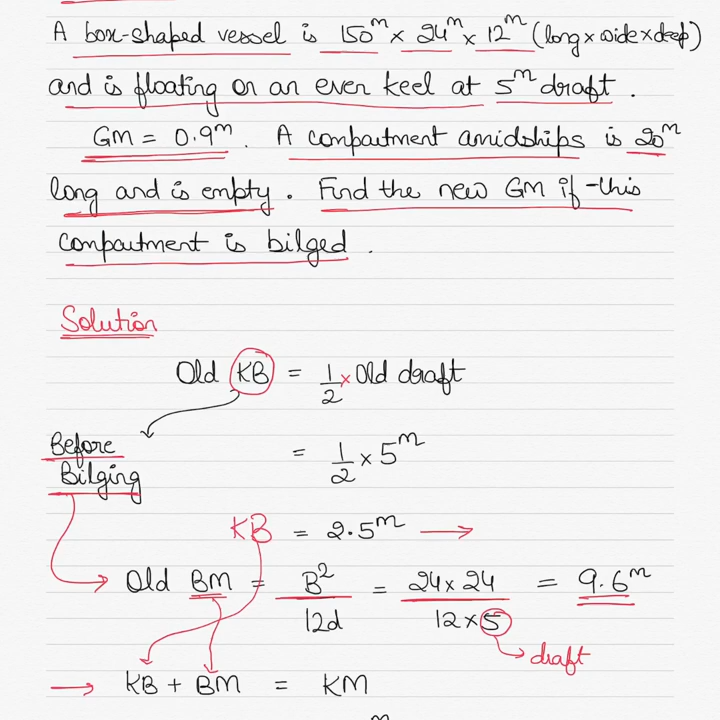 A box-shaped vessel is 150ᵐ × 24ᵐ × 12ᵐ (long × wide × deep)
and is floating on an even keel at 5ᵐ draft.
GM = 0.9ᵐ. A compartment amidships is 20ᵐ
long and is empty. Find the new GM if this
compartment is bilged.
Solution
Old KB = 1/2 × Old draft
Before
Bilging
= 1/2 × 5ᵐ
KB = 2.5ᵐ →
→ Old BM = B²/12d = 24×24/12×5 = 9.6ᵐ
draft
→ KB + BM = KM
m